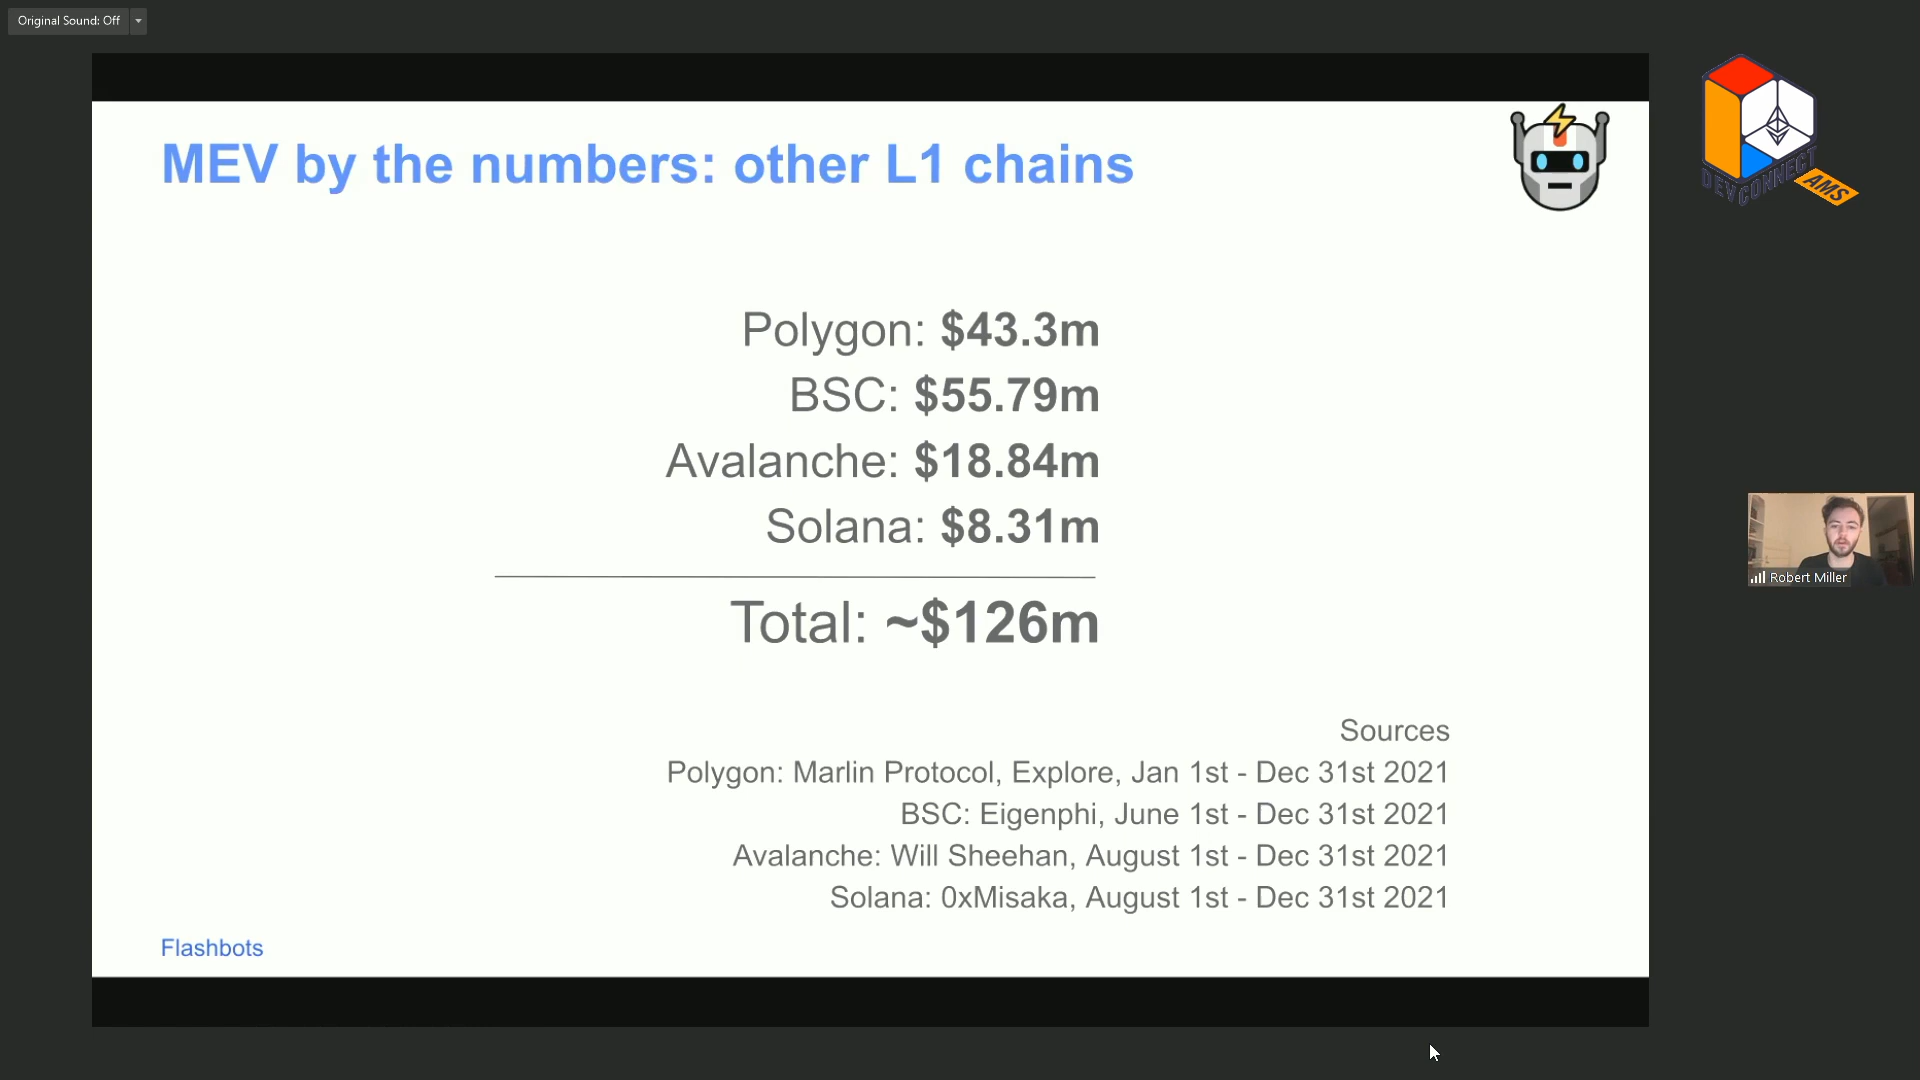 Original Sound: Off
MEV by the numbers: other L1 chains
DEVCONNECT
AMS
Polygon: $43.3m
BSC: $55.79m
Avalanche: $18.84m
Solana: $8.31m
Total: ~$126m
Robert Miller
Sources
Polygon: Marlin Protocol, Explore, Jan 1st - Dec 31st 2021
BSC: Eigenphi, June 1st - Dec 31st 2021
Avalanche: Will Sheehan, August 1st - Dec 31st 2021
Solana: 0xMisaka, August 1st - Dec 31st 2021
Flashbots